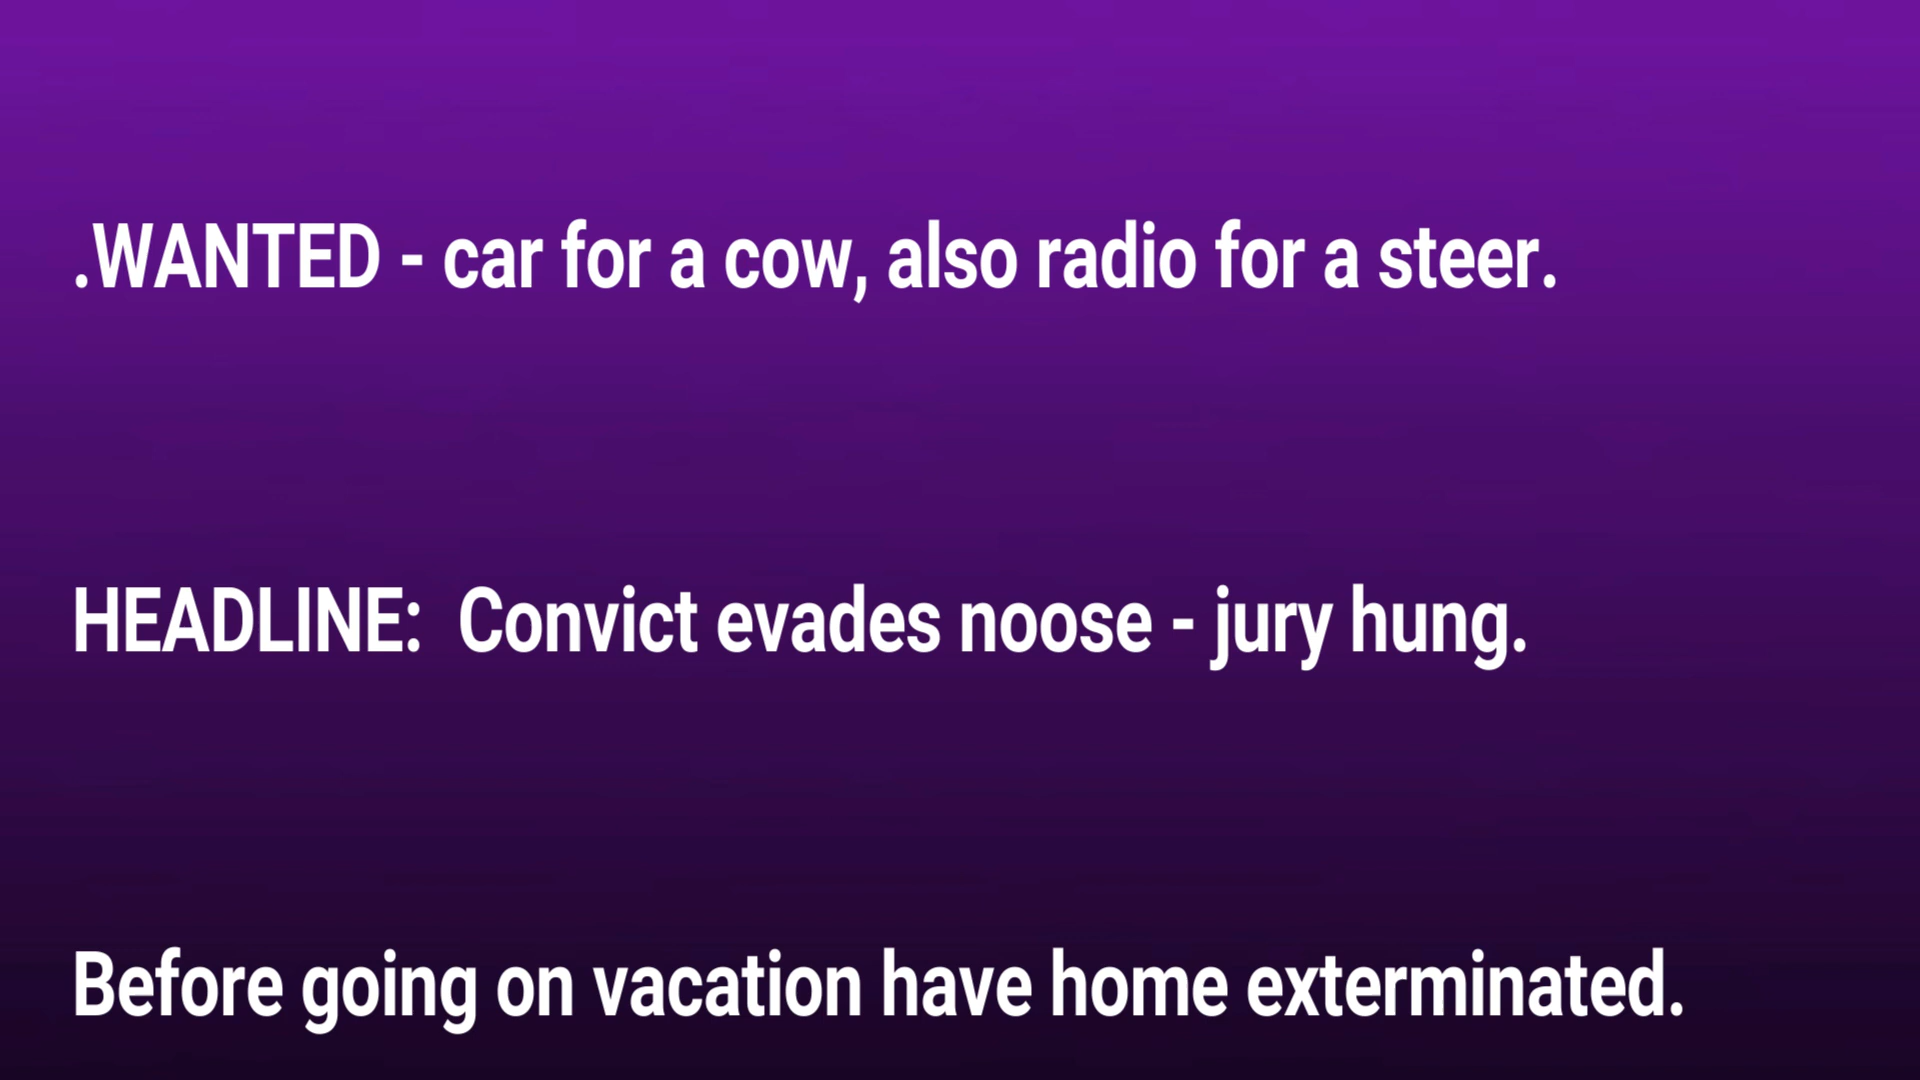 .WANTED - car for a cow, also radio for a steer.
HEADLINE:  Convict evades noose - jury hung.
Before going on vacation have home exterminated.